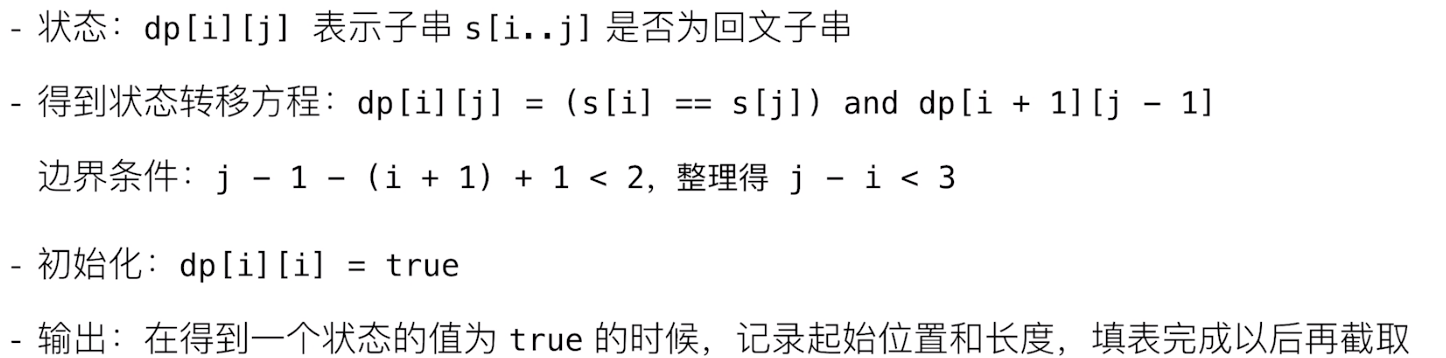 - 状态：dp[i][j] 表示子串 s[i..j] 是否为回文子串
- 得到状态转移方程：dp[i][j] = (s[i] == s[j]) and dp[i + 1][j - 1]
边界条件：j - 1 - (i + 1) + 1 < 2，整理得 j - i < 3
- 初始化：dp[i][i] = true
- 输出：在得到一个状态的值为 true 的时候，记录起始位置和长度，填表完成以后再截取